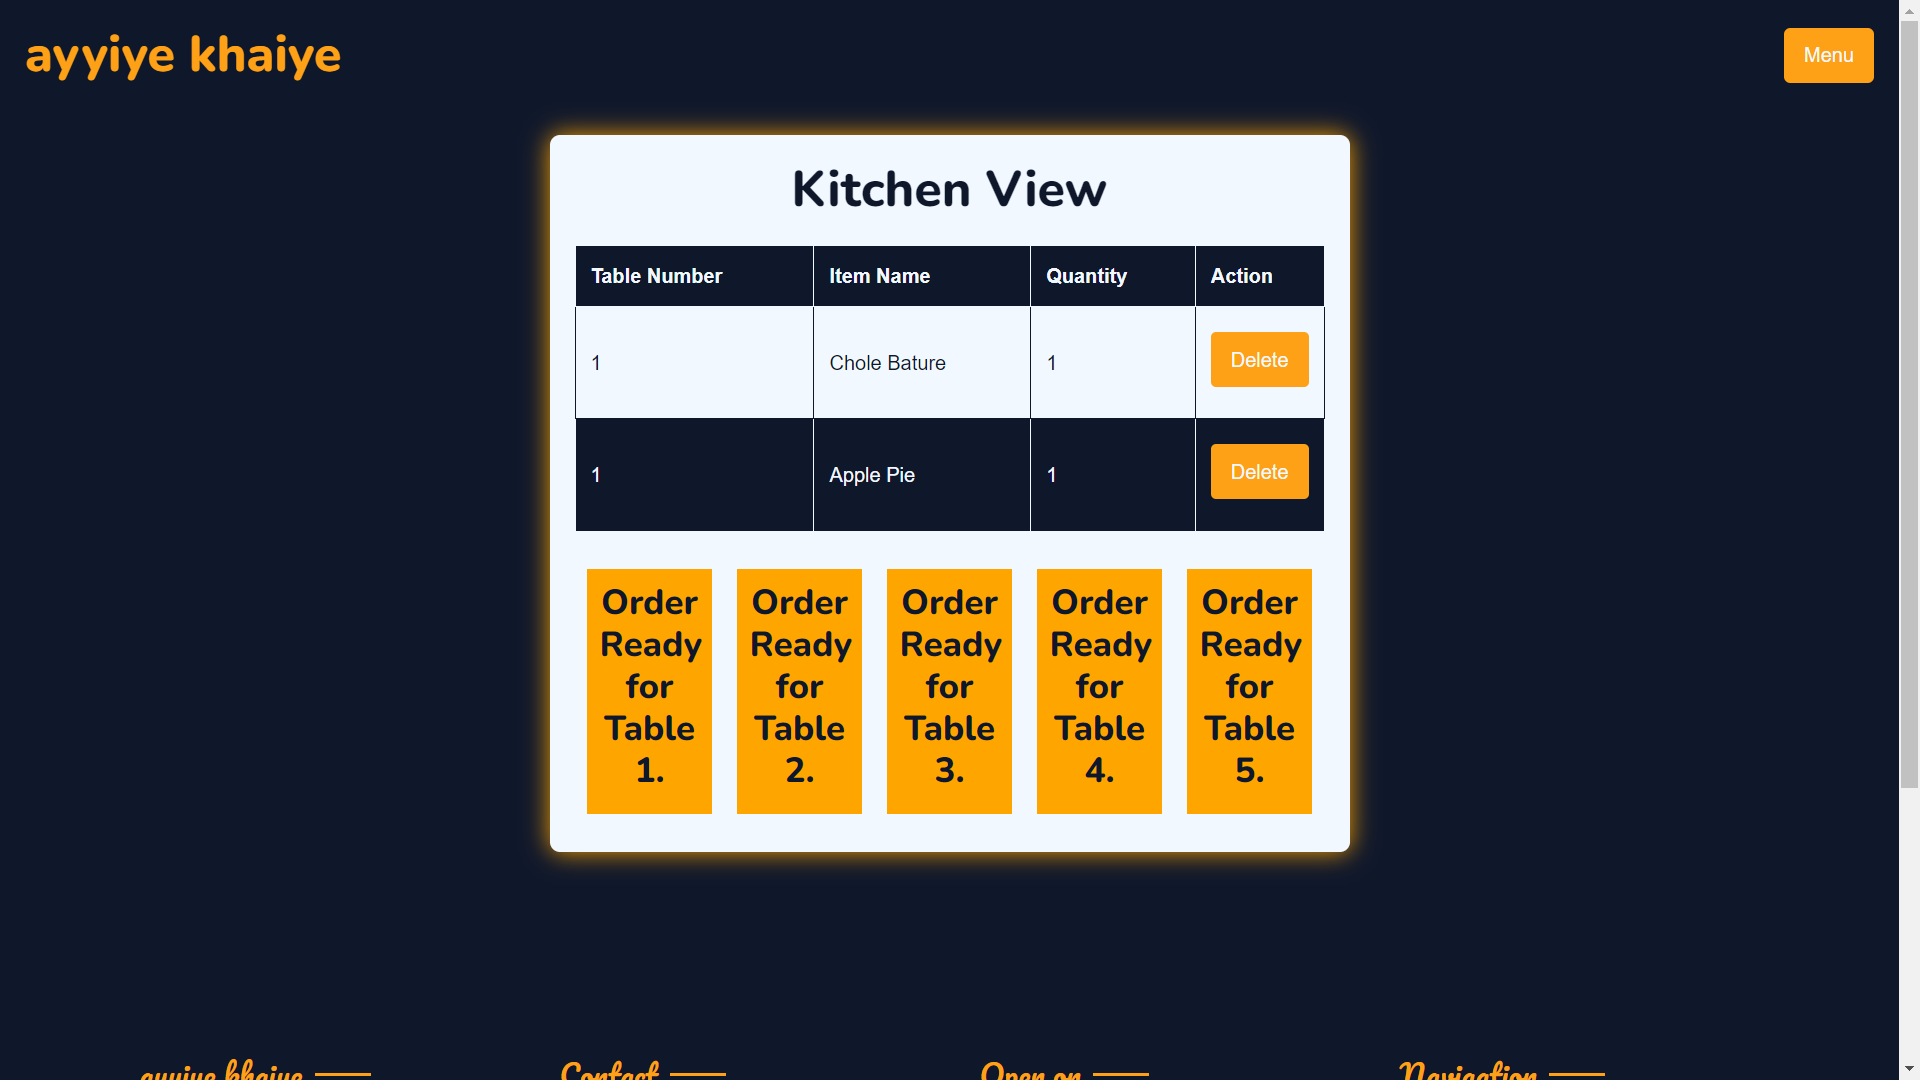 ayyiye khaiye
Menu
Kitchen View
Table Number Item Name Quantity Action
1 Chole Bature 1 Delete
1 Apple Pie 1 Delete
Order
Ready
for
Table
1.
Order
Ready
for
Table
2.
Order
Ready
for
Table
3.
Order
Ready
for
Table
4.
Order
Ready
for
Table
5.
ayyiye khaiye Contact Open on Navigation